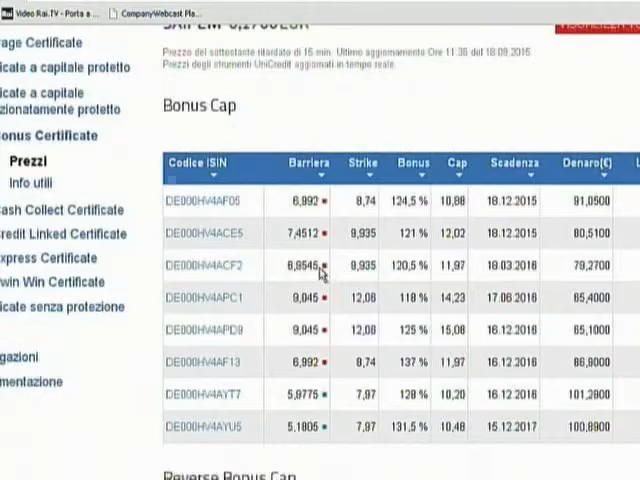 Video Rai.TV - Porta a ... CompanyWebcast Pla...
age Certificate
icate a capitale protetto
icate a capitale
zionatamente protetto
onus Certificate
Prezzi
Info utili
ash Collect Certificate
redit Linked Certificate
xpress Certificate
win Win Certificate
icate senza protezione
gazioni
mentazione
Prezzo del sottostante ritardato di 15 min. Ultimo aggiornamento Ore 11:36 del 18.09.2015
Prezzi degli strumenti UniCredit aggiornati in tempo reale.
Bonus Cap
Codice ISIN Barriera Strike Bonus Cap Scadenza Denaro(€)
DE000HV4AF05 6,992 8,74 124,5 % 10,88 18.12.2015 91,0500
DE000HV4ACE5 7,4512 9,935 121 % 12,02 18.12.2015 80,5100
DE000HV4ACF2 6,9545 9,935 120,5 % 11,97 18.03.2016 79,2700
DE000HV4APC1 9,045 12,06 118 % 14,23 17.06.2016 65,4000
DE000HV4APD9 9,045 12,06 125 % 15,08 16.12.2016 65,1000
DE000HV4AF13 6,992 8,74 137 % 11,97 16.12.2016 86,8000
DE000HV4AYT7 5,9775 7,97 128 % 10,20 16.12.2016 101,2800
DE000HV4AYU5 5,1805 7,97 131,5 % 10,48 15.12.2017 100,8900
Reverse Bonus Cap